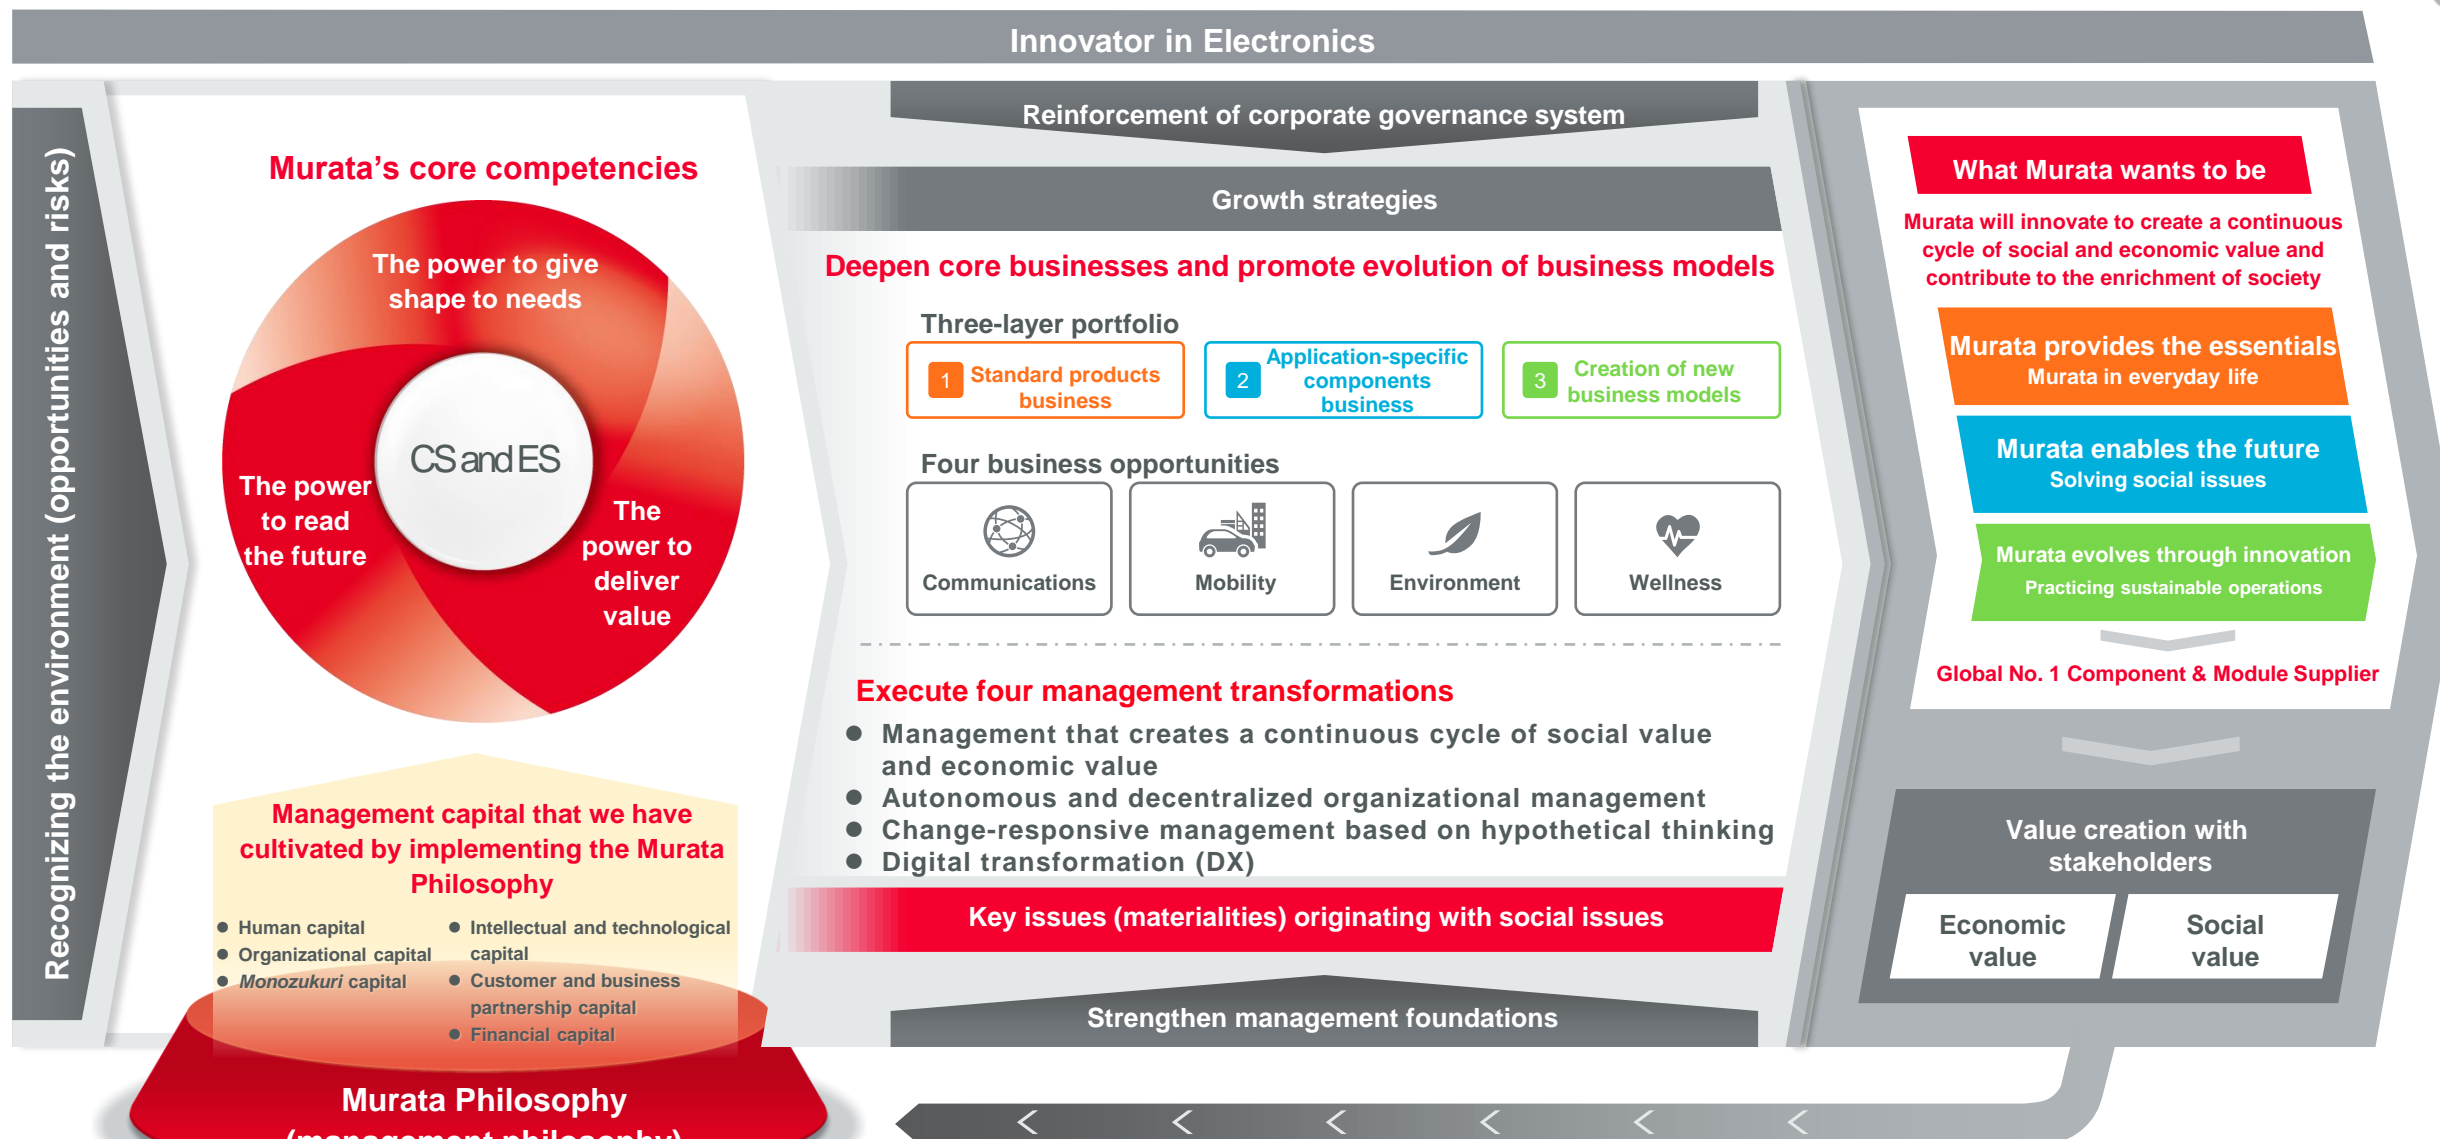 Innovator in Electronics
Recognizing the environment (opportunities and risks)
Murata's core competencies
The power to give
shape to needs
The power
to read
the future
CS and ES
The
power to
deliver
value
Management capital that we have
cultivated by implementing the Murata
Philosophy
Human capital
Organizational capital
Monozukuri capital
Intellectual and technological
capital
Customer and business
partnership capital
Financial capital
Murata Philosophy
(management philosophy)
Reinforcement of corporate governance system
Growth strategies
Deepen core businesses and promote evolution of business models
Three-layer portfolio
1 Standard products
business
2 Application-specific
components
business
3 Creation of new
business models
Four business opportunities
Communications
Mobility
Environment
Wellness
Execute four management transformations
Management that creates a continuous cycle of social value
and economic value
Autonomous and decentralized organizational management
Change-responsive management based on hypothetical thinking
Digital transformation (DX)
Key issues (materialities) originating with social issues
Strengthen management foundations
What Murata wants to be
Murata will innovate to create a continuous
cycle of social and economic value and
contribute to the enrichment of society
Murata provides the essentials
Murata in everyday life
Murata enables the future
Solving social issues
Murata evolves through innovation
Practicing sustainable operations
Global No. 1 Component & Module Supplier
Value creation with
stakeholders
Economic
value
Social
value